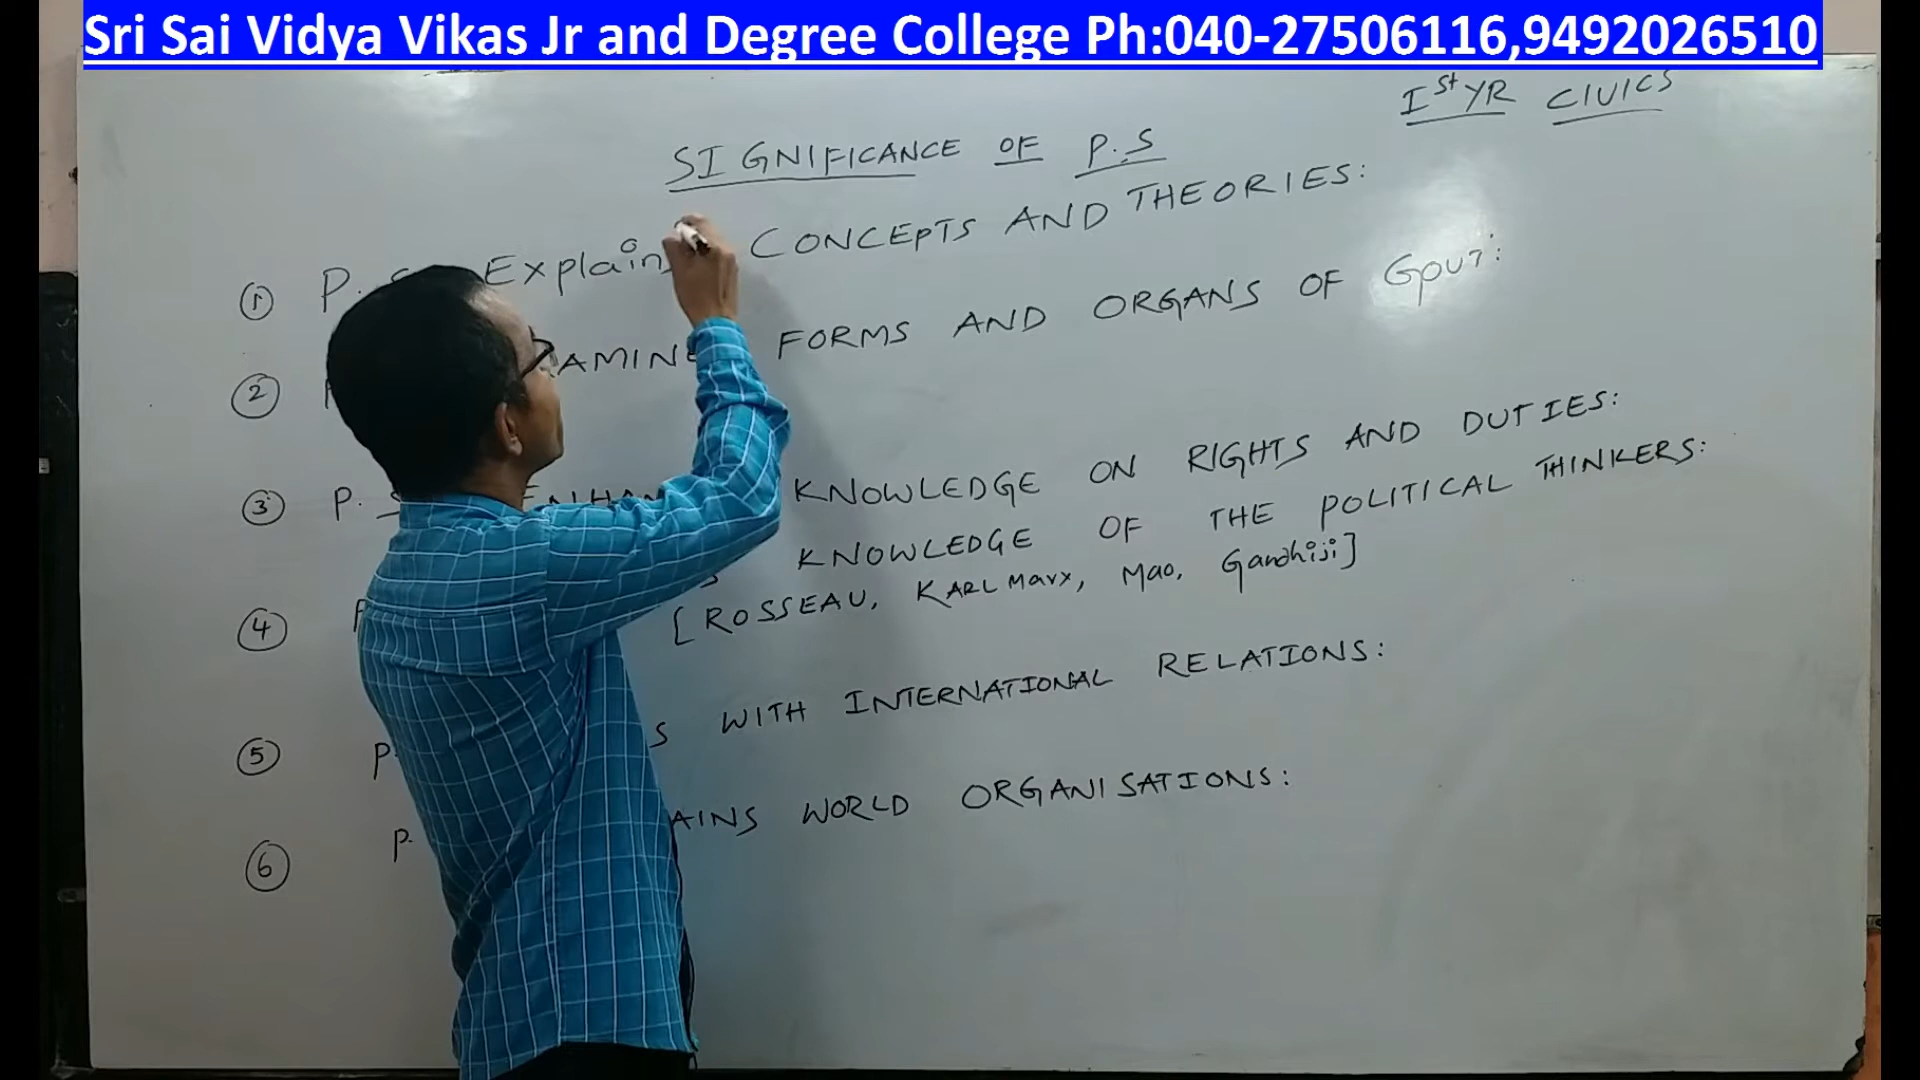 Sri Sai Vidya Vikas Jr and Degree College Ph:040-27506116,9492026510
Ist YR CIVICS
SIGNIFICANCE OF P.S
① P. Explains CONCEPTS AND THEORIES:
② FORMS AND ORGANS OF Govt:
③ P. S KNOWLEDGE ON RIGHTS AND DUTIES:
④ P KNOWLEDGE OF THE POLITICAL THINKERS:
[ROSSEAU, KARL Marx, Mao, Gandhiji]
⑤ P. S WITH INTERNATIONAL RELATIONS:
⑥ P. AINS WORLD ORGANISATIONS: